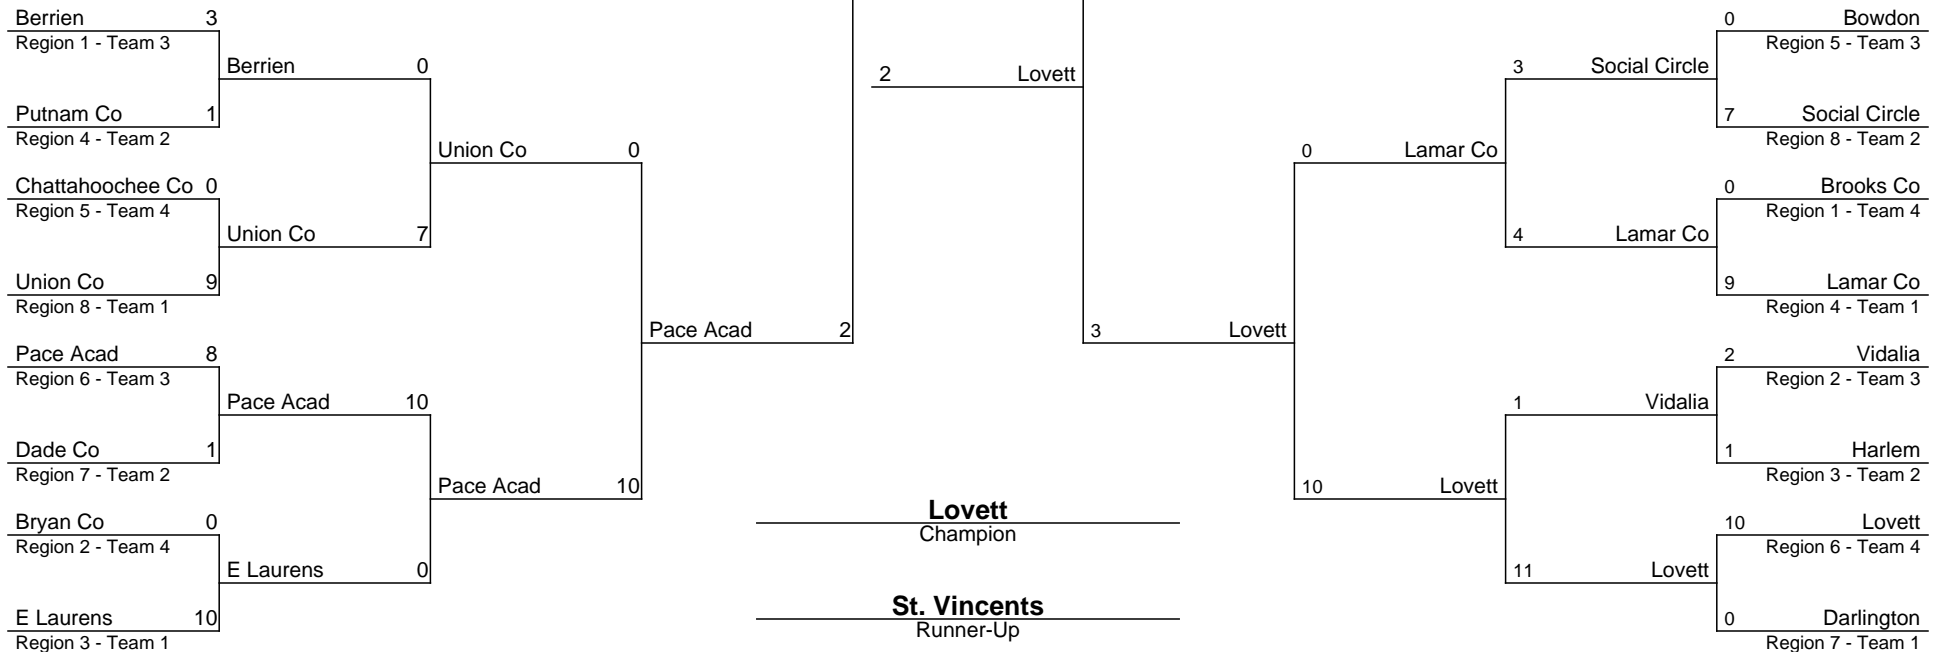 Berrien 3
Region 1 - Team 3
Berrien 0
Putnam Co 1
Region 4 - Team 2
Union Co 0
Chattahoochee Co 0
Region 5 - Team 4
Union Co 7
Union Co 9
Region 8 - Team 1
Pace Acad 2
Pace Acad 8
Region 6 - Team 3
Pace Acad 10
Dade Co 1
Region 7 - Team 2
Pace Acad 10
Bryan Co 0
Region 2 - Team 4
E Laurens 0
E Laurens 10
Region 3 - Team 1
2 Lovett
Lovett
Champion
St. Vincents
Runner-Up
0 Bowdon
Region 5 - Team 3
3 Social Circle
7 Social Circle
Region 8 - Team 2
0 Lamar Co
0 Brooks Co
Region 1 - Team 4
4 Lamar Co
9 Lamar Co
Region 4 - Team 1
3 Lovett
2 Vidalia
Region 2 - Team 3
1 Vidalia
1 Harlem
Region 3 - Team 2
10 Lovett
10 Lovett
Region 6 - Team 4
11 Lovett
0 Darlington
Region 7 - Team 1